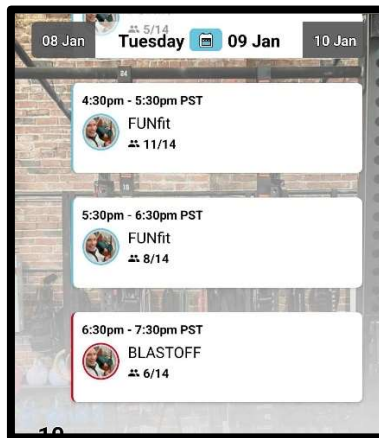 5/14
08 Jan Tuesday 09 Jan 10 Jan
4:30pm - 5:30pm PST
FUNfit
11/14
5:30pm - 6:30pm PST
FUNfit
8/14
6:30pm - 7:30pm PST
BLASTOFF
6/14